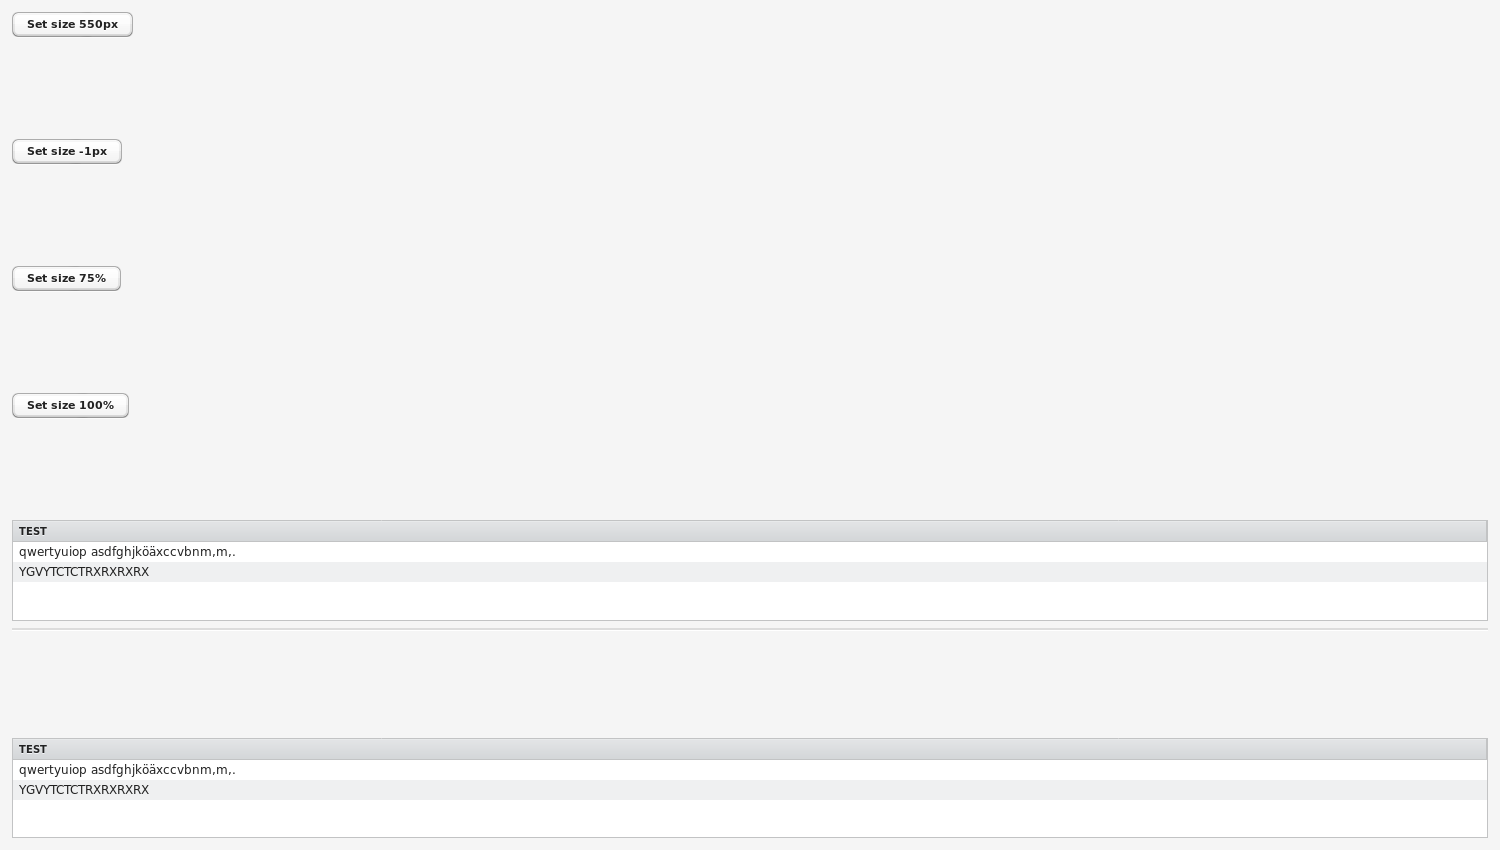 Set size 550px
Set size -1px
Set size 75%
Set size 100%
TEST
qwertyuiop asdfghjköäxccvbnm,m,.
YGVYTCTCTRXRXRXRX
TEST
qwertyuiop asdfghjköäxccvbnm,m,.
YGVYTCTCTRXRXRXRX